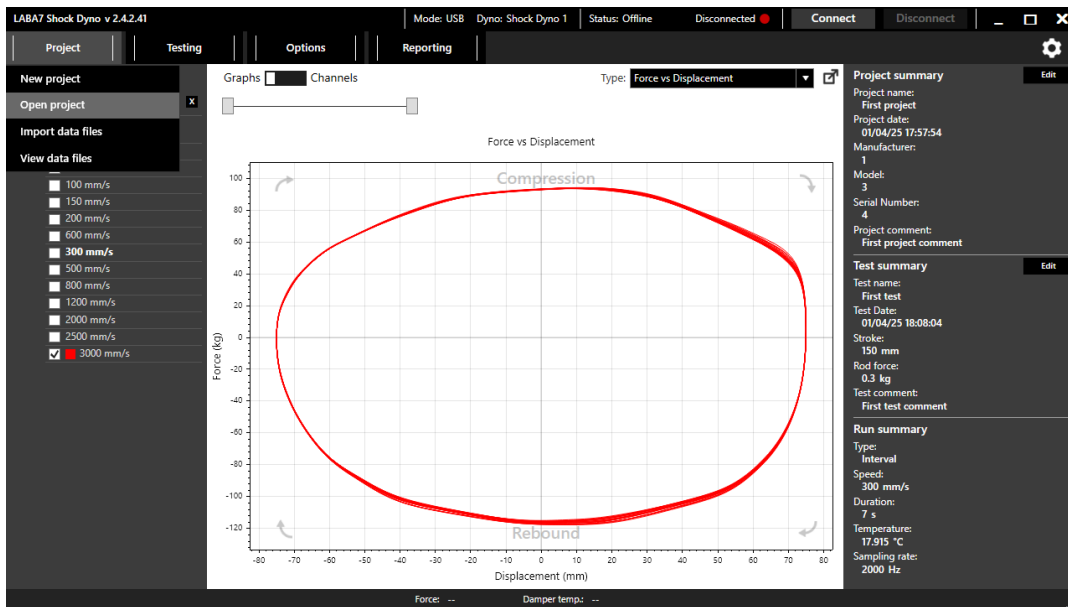 LABA7 Shock Dyno v 2.4.2.41
Mode: USB Dyno: Shock Dyno 1 Status: Offline Disconnected Connect Disconnect
Project Testing Options Reporting
New project
Open project
Import data files
View data files
X
100 mm/s
150 mm/s
200 mm/s
600 mm/s
300 mm/s
500 mm/s
800 mm/s
1200 mm/s
2000 mm/s
2500 mm/s
3000 mm/s
Graphs Channels
Type: Force vs Displacement
Force vs Displacement
Compression
Rebound
Force (kg)
100
80
60
40
20
0
-20
-40
-60
-80
-100
-120
-80 -70 -60 -50 -40 -30 -20 -10 0 10 20 30 40 50 60 70 80
Displacement (mm)
Project summary Edit
Project name:
First project
Project date:
01/04/25 17:57:54
Manufacturer:
1
Model:
3
Serial Number:
4
Project comment:
First project comment
Test summary Edit
Test name:
First test
Test Date:
01/04/25 18:08:04
Stroke:
150 mm
Rod force:
0.3 kg
Test comment:
First test comment
Run summary
Type:
Interval
Speed:
300 mm/s
Duration:
7 s
Temperature:
17.915 °C
Sampling rate:
2000 Hz
Force: -- Damper temp.: --